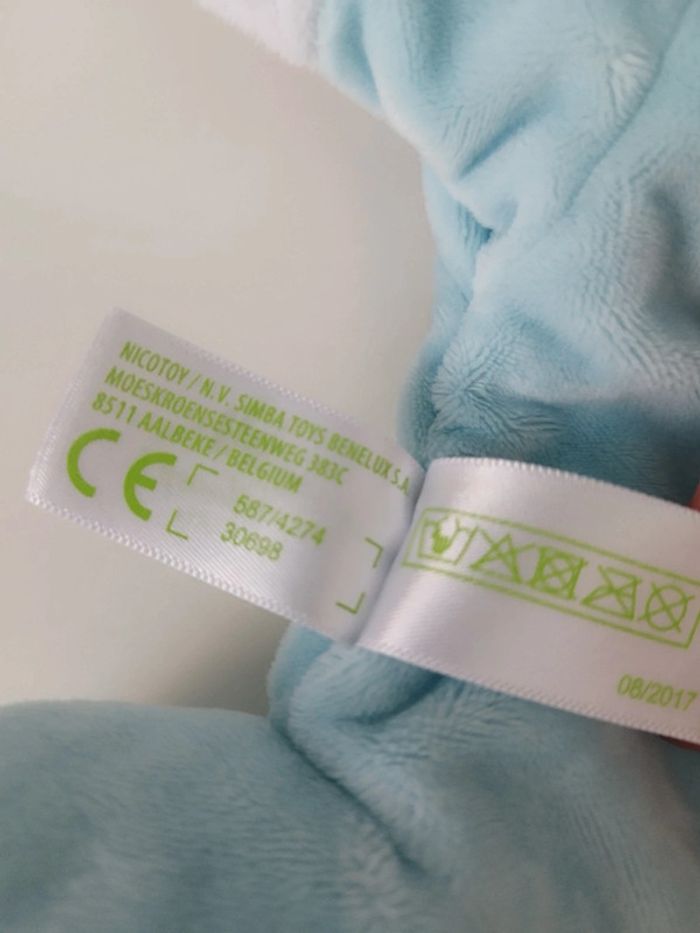 NICOTOY / N.V. SIMBA TOYS BENELUX S.A.
MOESKROENSESTEENWEG 383C
8511 AALBEKE / BELGIUM
CE
587/4274
30698
08/2017